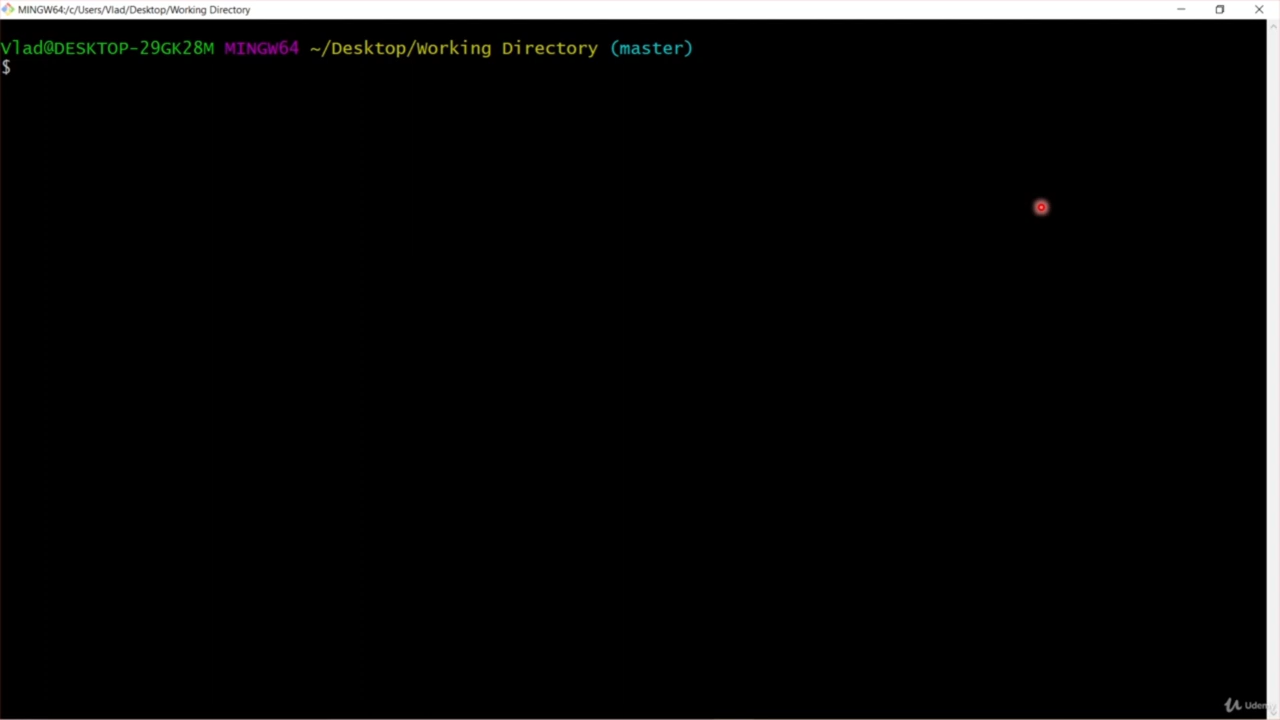 MINGW64:/c/Users/Vlad/Desktop/Working Directory
Vlad@DESKTOP-29GK28M MINGW64 ~/Desktop/Working Directory (master)
$
Udemy